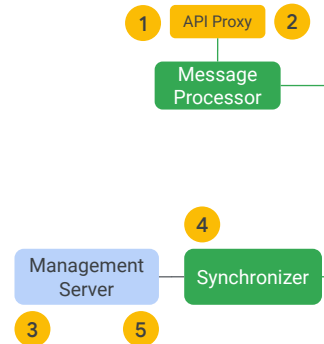 1
API Proxy
2
Message
Processor
4
Management
Server
Synchronizer
3
5